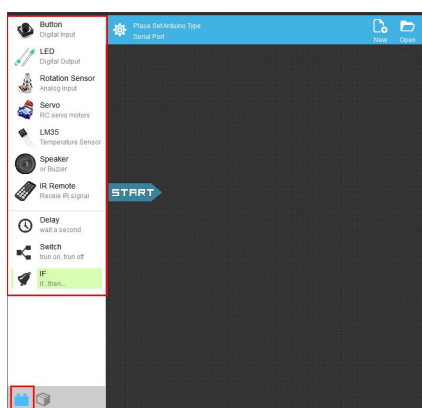 Button
Digital Input
LED
Digital Output
Rotation Sensor
Analog Input
Servo
RC servo motors
LM35
Temperature Sensor
Speaker
or Buzzer
IR Remote
Receie IR signal
Delay
wait a second
Switch
trun on, trun off
IF
if...then...
Plase Set Arduino Type
Serial Port
New
Open
START